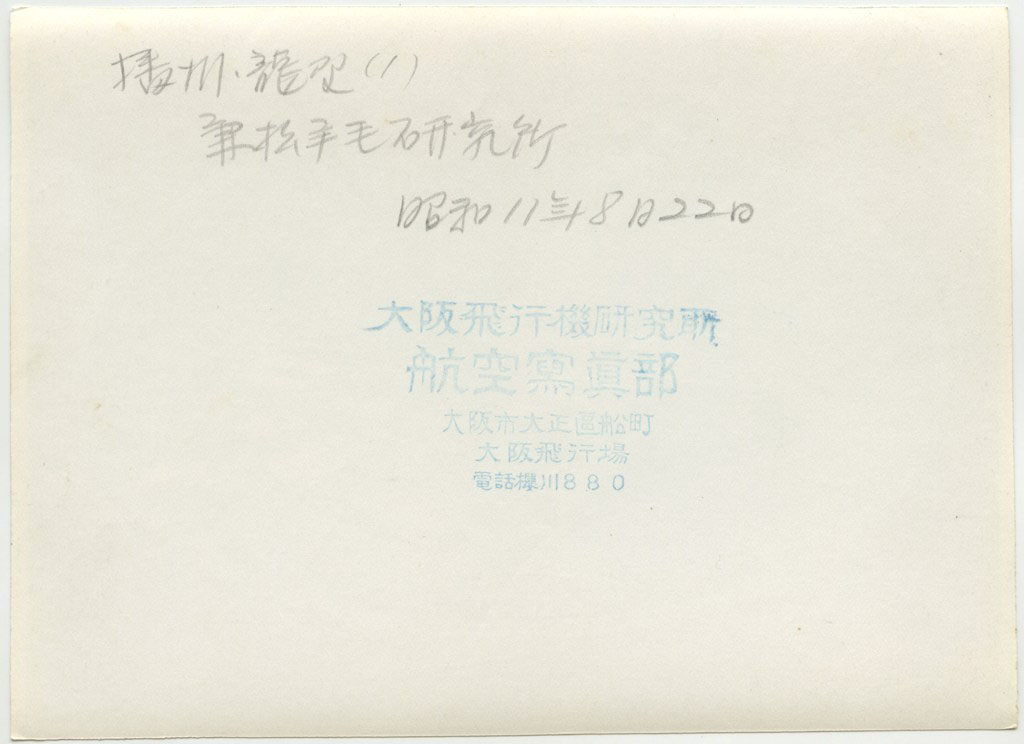 播州・龍野(1)
兼松羊毛研究所
昭和11年8月22日
大阪飛行機研究所
航空寫眞部
大阪市大正區船町
大阪飛行場
電話櫻川880